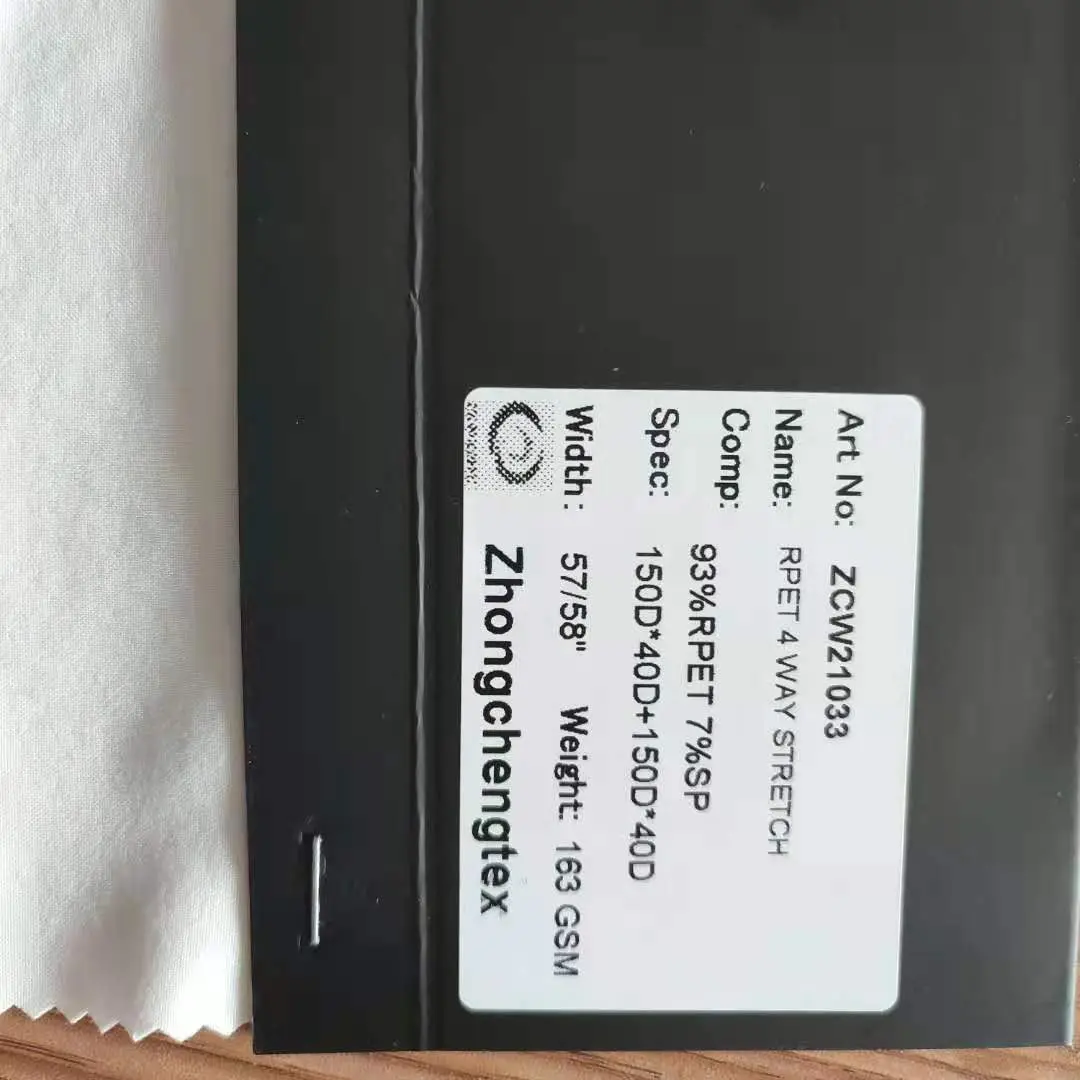 Art No: ZCW21033
Name: RPET 4 WAY STRETCH
Comp: 93%RPET 7%SP
Spec: 150D*40D+150D*40D
Width: 57/58" Weight: 163 GSM
Zhongchengtex